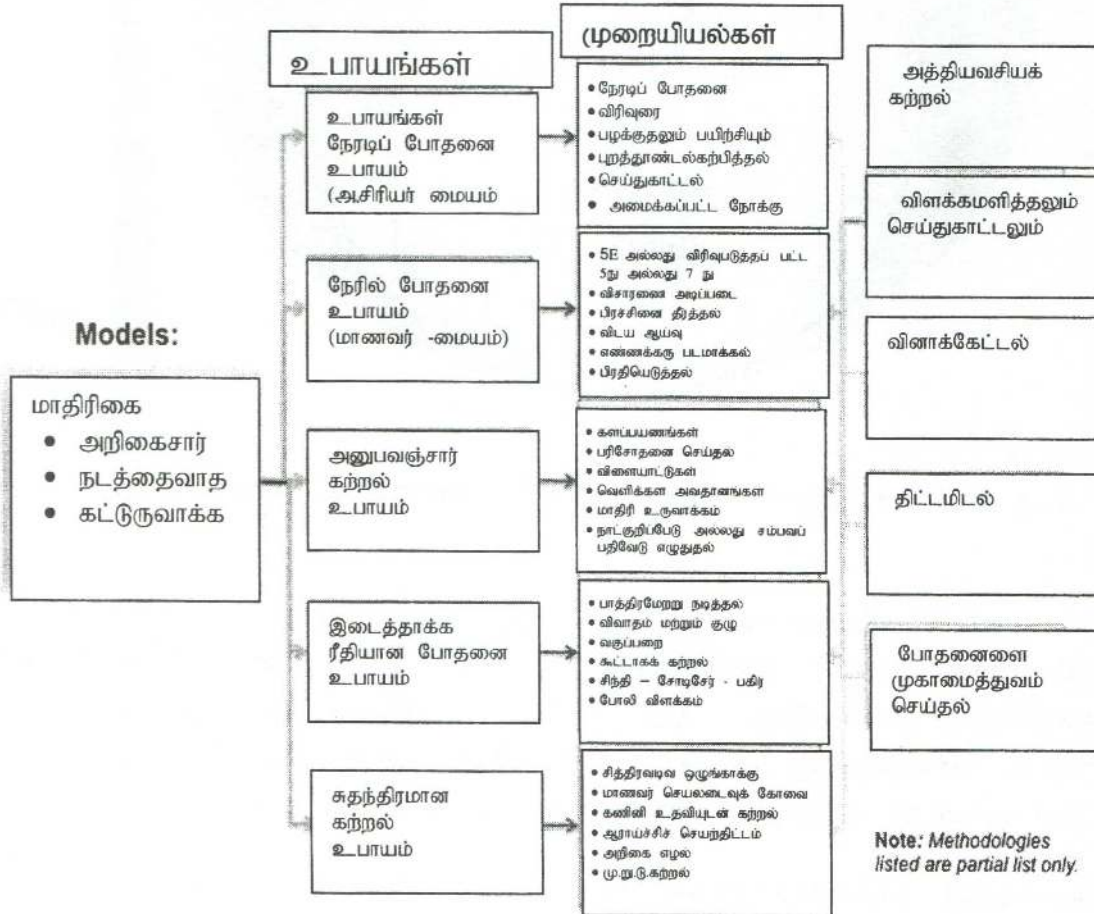 Models:
மாதிரிகை
• அறிகைசார்
• நடத்தைவாத
• கட்டுருவாக்க
உபாயங்கள்
உபாயங்கள்
நேரடிப் போதனை
உபாயம்
(ஆசிரியர் மையம்
நேரில் போதனை
உபாயம்
(மாணவர் -மையம்)
அனுபவஞ்சார்
கற்றல்
உபாயம்
இடைத்தாக்க
ரீதியான போதனை
உபாயம்
சுதந்திரமான
கற்றல்
உபாயம்
முறையியல்கள்
• நேரடிப் போதனை
• விரிவுரை
• பழக்குதலும் பயிற்சியும்
• புறத்தூண்டல்கற்பித்தல்
• செய்துகாட்டல்
• அமைக்கப்பட்ட நோக்கு
• 5E அல்லது விரிவுபடுத்தப் பட்ட
5நு அல்லது 7 நு
• விசாரணை அடிப்படை
• பிரச்சினை தீர்த்தல்
• விடய ஆய்வு
• எண்ணக்கரு படமாக்கல்
• பிரதியெடுத்தல்
• களப்பயணங்கள்
• பரிசோதனை செய்தல
• விளையாட்டுகள்
• வெளிக்கள அவதானங்கள
• மாதிரி உருவாக்கம்
• நாட்குறிப்பேடு அல்லது சம்பவப்
பதிவேடு எழுதுதல்
• பாத்திரமேற்று நடித்தல்
• விவாதம் மற்றும் குழு
• வகுப்பறை
• கூட்டாகக் கற்றல்
• சிந்தி – சோடிசேர் - பகிர்
• போலி விளக்கம்
• சித்திரவடிவ ஒழுங்காக்கு
• மாணவர் செயலடைவுக் கோவை
• கணினி உதவியுடன் கற்றல்
• ஆராய்ச்சிச் செயற்திட்டம்
• அறிகை எழல்
• மு.று.டு.கற்றல்
அத்தியவசியக்
கற்றல்
விளக்கமளித்தலும்
செய்துகாட்டலும்
வினாக்கேட்டல்
திட்டமிடல்
போதனைளை
முகாமைத்துவம்
செய்தல்
Note: Methodologies
listed are partial list only.